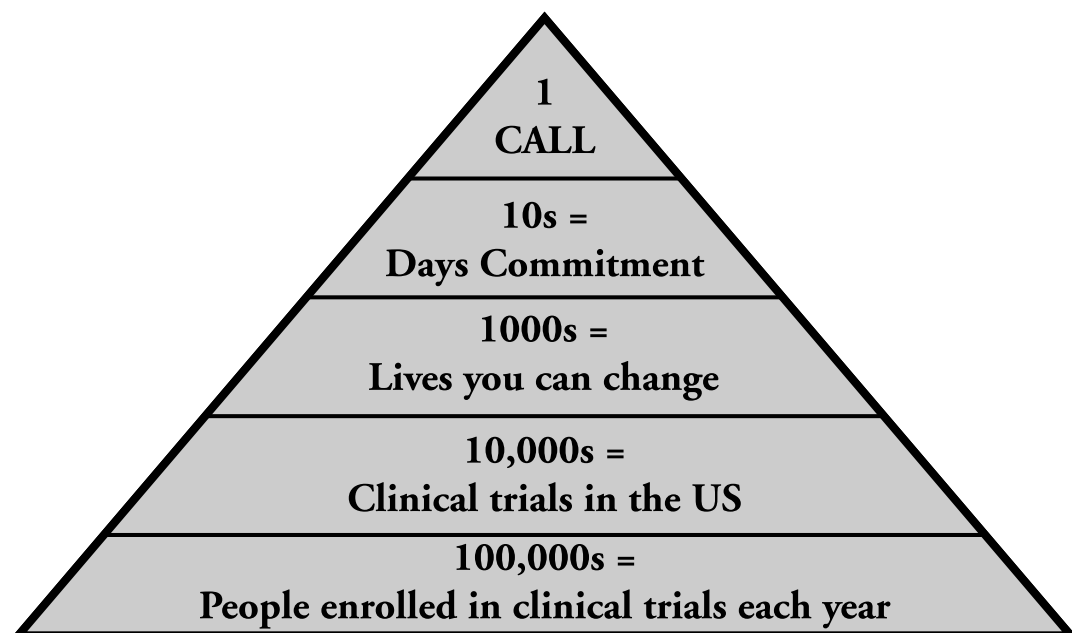 1
CALL
10s =
Days Commitment
1000s =
Lives you can change
10,000s =
Clinical trials in the US
100,000s =
People enrolled in clinical trials each year